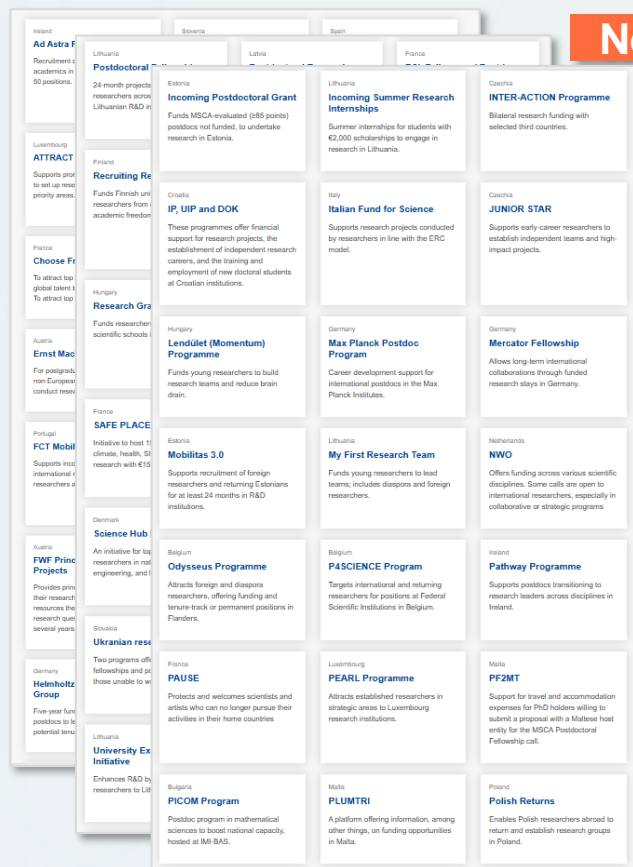 No
Ireland
Ad Astra F
Recruitment o
academics in
50 positions.
Slovenia
Spain
Luxembourg
ATTRACT
Supports pror
to set up rese
priority areas.
France
Choose Fr
To attract top
global talent t
To attract top
Austria
Ernst Mac
For postgradu
non-European
conduct resea
Portugal
FCT Mobil
Supports inco
international r
researchers a
Austria
FWF Princ
Projects
Provides princ
their research
resources the
research ques
several years
Germany
Helmholtz
Group
Five-year fund
postdocs to le
potential tenu
Lithuania
24-month projects
researchers acros
Lithuanian R&D in
Latvia
France
Finland
Recruiting Re
Funds Finnish uni
researchers from
academic freedom
Hungary
Research Gra
Funds researchers
scientific schools i
France
SAFE PLACE
Initiative to host 15
climate, health, SH
research with €15
Denmark
Science Hub
An initiative for top
researchers in nat
engineering, and
Slovakia
Ukranian rese
Two programs offe
fellowships and po
those unable to w
Lithuania
University Ex
Initiative
Enhances R&D by
researchers to Lith
Estonia
Incoming Postdoctoral Grant
Funds MSCA-evaluated (≥85 points)
postdocs not funded, to undertake
research in Estonia.
Lithuania
Incoming Summer Research
Internships
Summer internships for students with
€2,000 scholarships to engage in
research in Lithuania.
Czechia
INTER-ACTION Programme
Bilateral research funding with
selected third countries.
Croatia
IP, UIP and DOK
These programmes offer financial
support for research projects, the
establishment of independent research
careers, and the training and
employment of new doctoral students
at Croatian institutions.
Italy
Italian Fund for Science
Supports research projects conducted
by researchers in line with the ERC
model.
Czechia
JUNIOR STAR
Supports early-career researchers to
establish independent teams and high-
impact projects.
Hungary
Lendület (Momentum)
Programme
Funds young researchers to build
research teams and reduce brain
drain.
Germany
Max Planck Postdoc
Program
Career development support for
international postdocs in the Max
Planck Institutes.
Germany
Mercator Fellowship
Allows long-term international
collaborations through funded
research stays in Germany.
Estonia
Mobilitas 3.0
Supports recruitment of foreign
researchers and returning Estonians
for at least 24 months in R&D
institutions.
Lithuania
My First Research Team
Funds young researchers to lead
teams; includes diaspora and foreign
researchers.
Netherlands
NWO
Offers funding across various scientific
disciplines. Some calls are open to
international researchers, especially in
collaborative or strategic programs
Belgium
Odysseus Programme
Attracts foreign and diaspora
researchers, offering funding and
tenure-track or permanent positions in
Flanders.
Belgium
P4SCIENCE Program
Targets international and returning
researchers for positions at Federal
Scientific Institutions in Belgium.
Ireland
Pathway Programme
Supports postdocs transitioning to
research leaders across disciplines in
Ireland.
France
PAUSE
Protects and welcomes scientists and
artists who can no longer pursue their
activities in their home countries
Luxembourg
PEARL Programme
Attracts established researchers in
strategic areas to Luxembourg
research institutions.
Malta
PF2MT
Support for travel and accommodation
expenses for PhD holders willing to
submit a proposal with a Maltese host
entity for the MSCA Postdoctoral
Fellowship call.
Bulgaria
PICOM Program
Postdoc program in mathematical
sciences to boost national capacity,
hosted at IMI-BAS.
Malta
PLUMTRI
A platform offering information, among
other things, on funding opportunities
in Malta.
Poland
Polish Returns
Enables Polish researchers abroad to
return and establish research groups
in Poland.